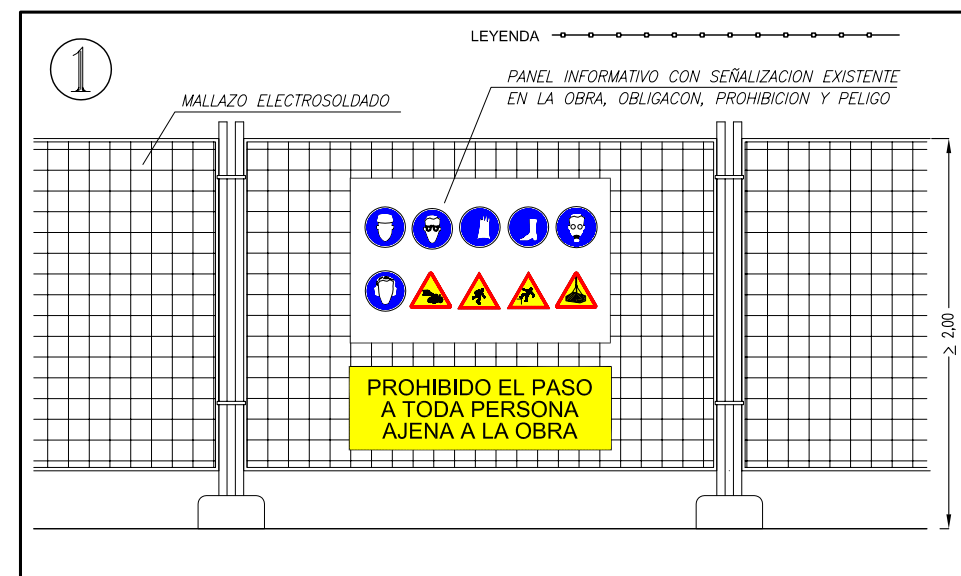 LEYENDA
1
PANEL INFORMATIVO CON SEÑALIZACION EXISTENTE
EN LA OBRA, OBLIGACON, PROHIBICION Y PELIGO
MALLAZO ELECTROSOLDADO
PROHIBIDO EL PASO
A TODA PERSONA
AJENA A LA OBRA
≥ 2,00